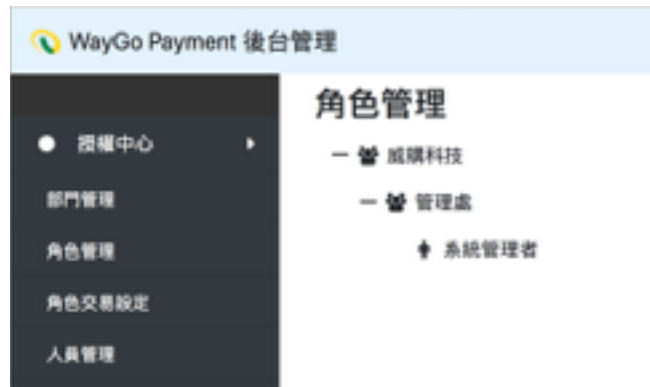 WayGo Payment 後台管理
授權中心
部門管理
角色管理
角色交易設定
人員管理
角色管理
威購科技
管理處
系統管理者